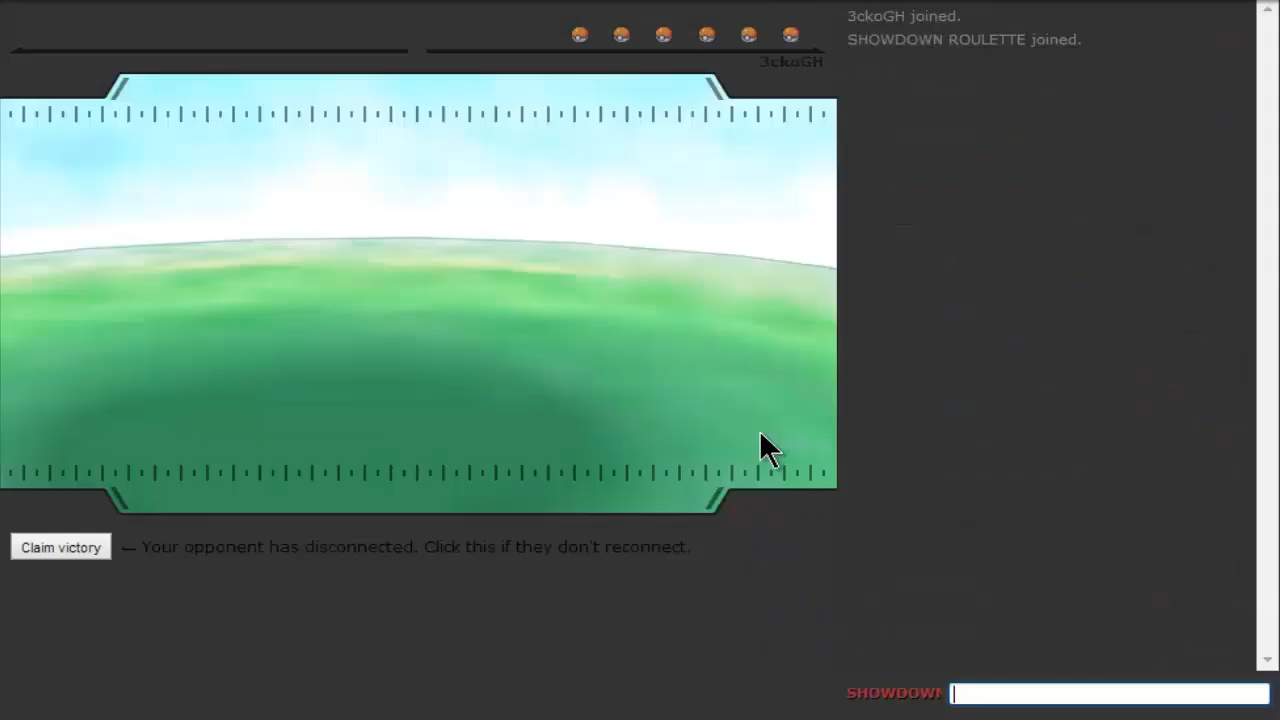 3ckoGH joined.
SHOWDOWN ROULETTE joined.
3ckoGH
Claim victory
← Your opponent has disconnected. Click this if they don't reconnect.
SHOWDOWN